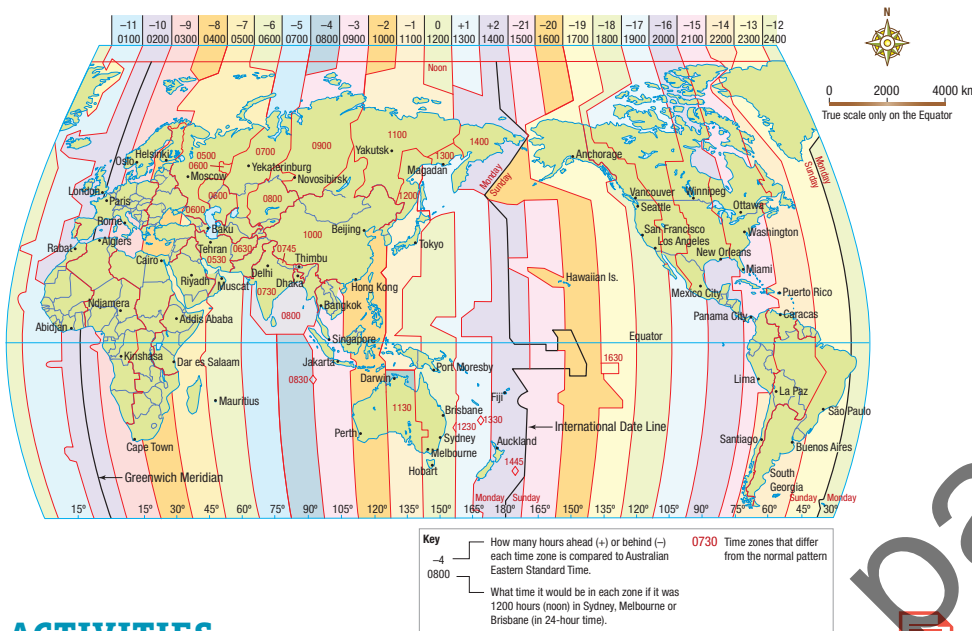 –11 –10 –9 –8 –7 –6 –5 –4 –3 –2 –1 0 +1 +2 –21 –20 –19 –18 –17 –16 –15 –14 –13 –12
0100 0200 0300 0400 0500 0600 0700 0800 0900 1000 1100 1200 1300 1400 1500 1600 1700 1800 1900 2000 2100 2200 2300 2400
N
0 2000 4000 km
True scale only on the Equator
Noon
1100
1400
0900
Yakutsk
Helsinki
0500
0700
1300
Anchorage
Monday
Sunday
Monday
Sunday
Oslo
0600
Yekaterinburg
Magadan
Moscow
Novosibirsk
London
0600
0800
1200
Vancouver
Winnipeg
Paris
Seattle
Ottawa
0600
Rome
Baku
Beijing
San Francisco
Washington
1000
Rabat
Algiers
Tehran
0630
0745
Tokyo
Los Angeles
Cairo
0530
Thimbu
New Orleans
Delhi
Miami
Riyadh
Muscat
Dhaka
Hong Kong
Hawaiian Is.
0730
Mexico City
Puerto Rico
Ndjamera
Bangkok
Addis Ababa
0800
Panama City
Caracas
Abidjan
Singapore
Equator
Kinshasa
Dar es Salaam
Jakarta
Port Moresby
1630
0830
Darwin
Lima
Fiji
La Paz
Mauritius
1130
Brisbane
1330
São Paulo
1230
International Date Line
Perth
Sydney
Auckland
Santiago
Buenos Aires
Cape Town
Melbourne
1445
Hobart
South
Georgia
Greenwich Meridian
Monday
Sunday
Sunday
Monday
15° 15° 30° 45° 60° 75° 90° 105° 120° 135° 150° 165° 180° 165° 150° 135° 120° 105° 90° 75° 60° 45° 30°
Key
–4
0800
How many hours ahead (+) or behind (–)
each time zone is compared to Australian
Eastern Standard Time.
What time it would be in each zone if it was
1200 hours (noon) in Sydney, Melbourne or
Brisbane (in 24-hour time).
0730 Time zones that differ
from the normal pattern
ACTIVITIES
pa